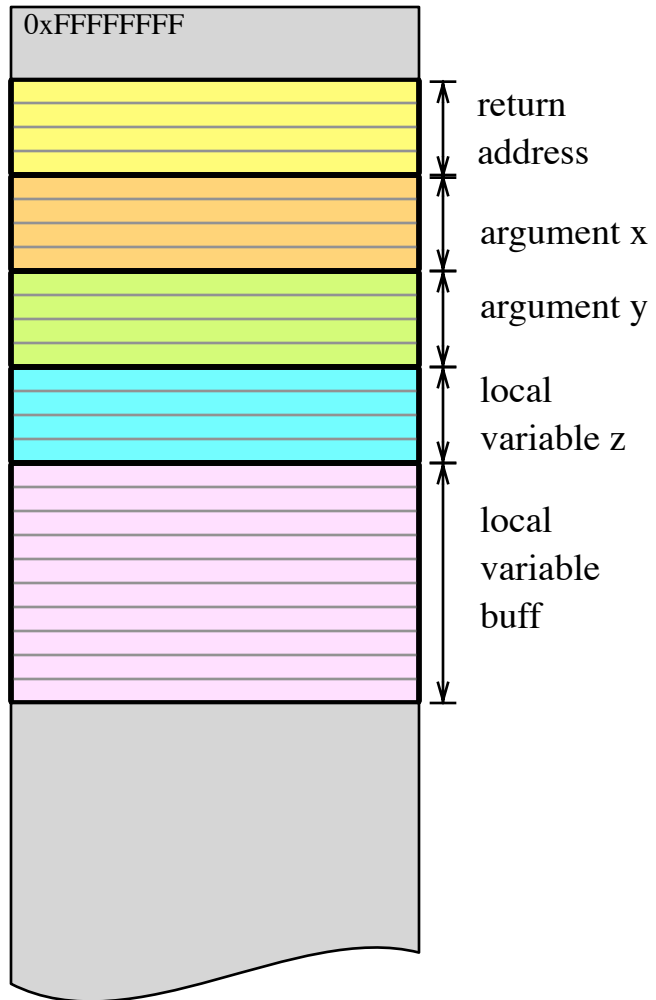 0xFFFFFFFF
return
address
argument x
argument y
local
variable z
local
variable
buff